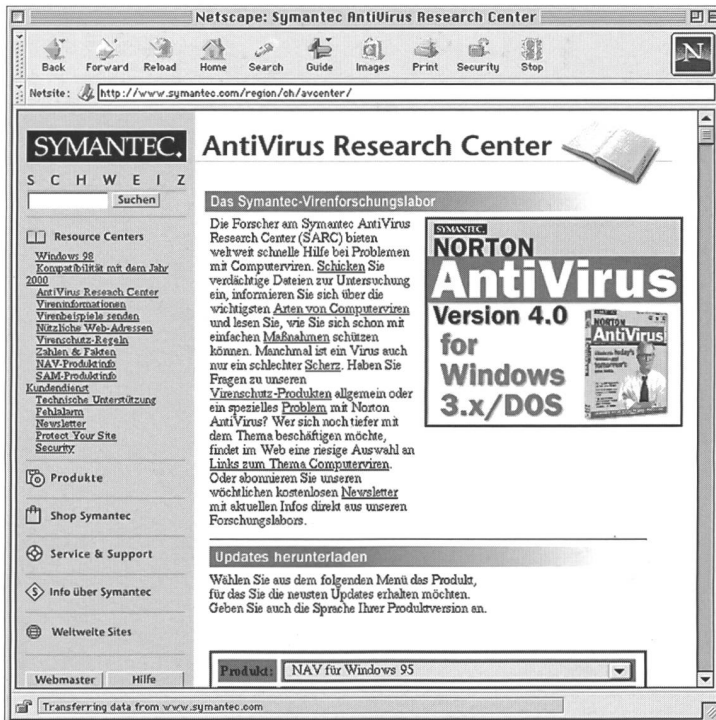 Netscape: Symantec AntiVirus Research Center
Back Forward Reload Home Search Guide Images Print Security Stop
N
Netsite: http://www.symantec.com/region/ch/avcenter/
SYMANTEC.
SCHWEIZ
Suchen
Resource Centers
Windows 98
Kompatibilität mit dem Jahr
2000
AntiVirus Reseach Center
Vireninformationen
Virenbeispiele senden
Nützliche Web-Adressen
Virenschutz-Regeln
Zahlen & Fakten
NAV-Produktinfo
SAM-Produktinfo
Kundendienst
Technische Unterstützung
Fehlalarm
Newsletter
Protect Your Site
Security
Produkte
Shop Symantec
Service & Support
Info über Symantec
Weltweite Sites
Webmaster Hilfe
AntiVirus Research Center
Das Symantec-Virenforschungslabor
Die Forscher am Symantec AntiVirus
Research Center (SARC) bieten
weltweit schnelle Hilfe bei Problemen
mit Computerviren. Schicken Sie
verdächtige Dateien zur Untersuchung
ein, informieren Sie sich über die
wichtigsten Arten von Computerviren
und lesen Sie, wie Sie sich schon mit
einfachen Maßnahmen schützen
können. Manchmal ist ein Virus auch
nur ein schlechter Scherz. Haben Sie
Fragen zu unseren
Virenschutz-Produkten allgemein oder
ein spezielles Problem mit Norton
AntiVirus? Wer sich noch tiefer mit
dem Thema beschäftigen möchte,
findet im Web eine riesige Auswahl an
Links zum Thema Computerviren.
Oder abonnieren Sie unseren
wöchtlichen kostenlosen Newsletter
mit aktuellen Infos direkt aus unseren
Forschungslabors.
SYMANTEC.
NORTON
AntiVirus
Version 4.0
for
Windows
3.x/DOS
NORTON
AntiVirus
Updates herunterladen
Wählen Sie aus dem folgenden Menü das Produkt,
für das Sie die neusten Updates erhalten möchten.
Geben Sie auch die Sprache Ihrer Produktversion an.
Produkt: NAV für Windows 95
Transferring data from www.symantec.com